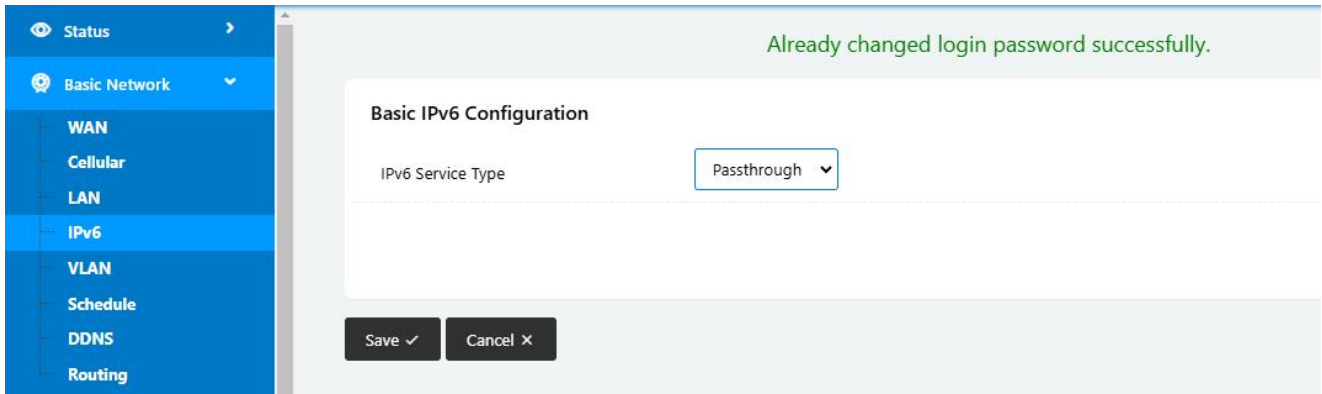 Status
Basic Network
WAN
Cellular
LAN
IPv6
VLAN
Schedule
DDNS
Routing
Already changed login password successfully.
Basic IPv6 Configuration
IPv6 Service Type Passthrough
Save Cancel